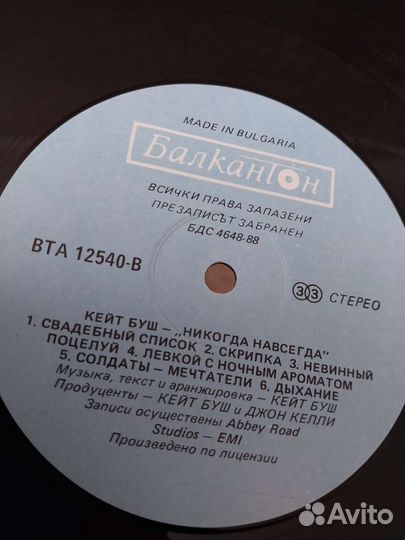 MADE IN BULGARIA
БалканТон
ВСИЧКИ ПРАВА ЗАПАЗЕНИ
ПРЕЗАПИСЪТ ЗАБРАНЕН
БДС 4648-88
ВТА 12540-В
33 СТЕРЕО
КЕЙТ БУШ — „НИКОГДА НАВСЕГДА"
1. СВАДЕБНЫЙ СПИСОК 2. СКРИПКА 3. НЕВИННЫЙ
ПОЦЕЛУЙ 4. ЛЕВКОЙ С НОЧНЫМ АРОМАТОМ
5. СОЛДАТЫ — МЕЧТАТЕЛИ 6. ДЫХАНИЕ
Музыка, текст и аранжировка — КЕЙТ БУШ
Продуценты — КЕЙТ БУШ и ДЖОН КЕЛЛИ
Записи осуществены Abbey Road
Studios — EMI
Произведено по лицензии
Avito